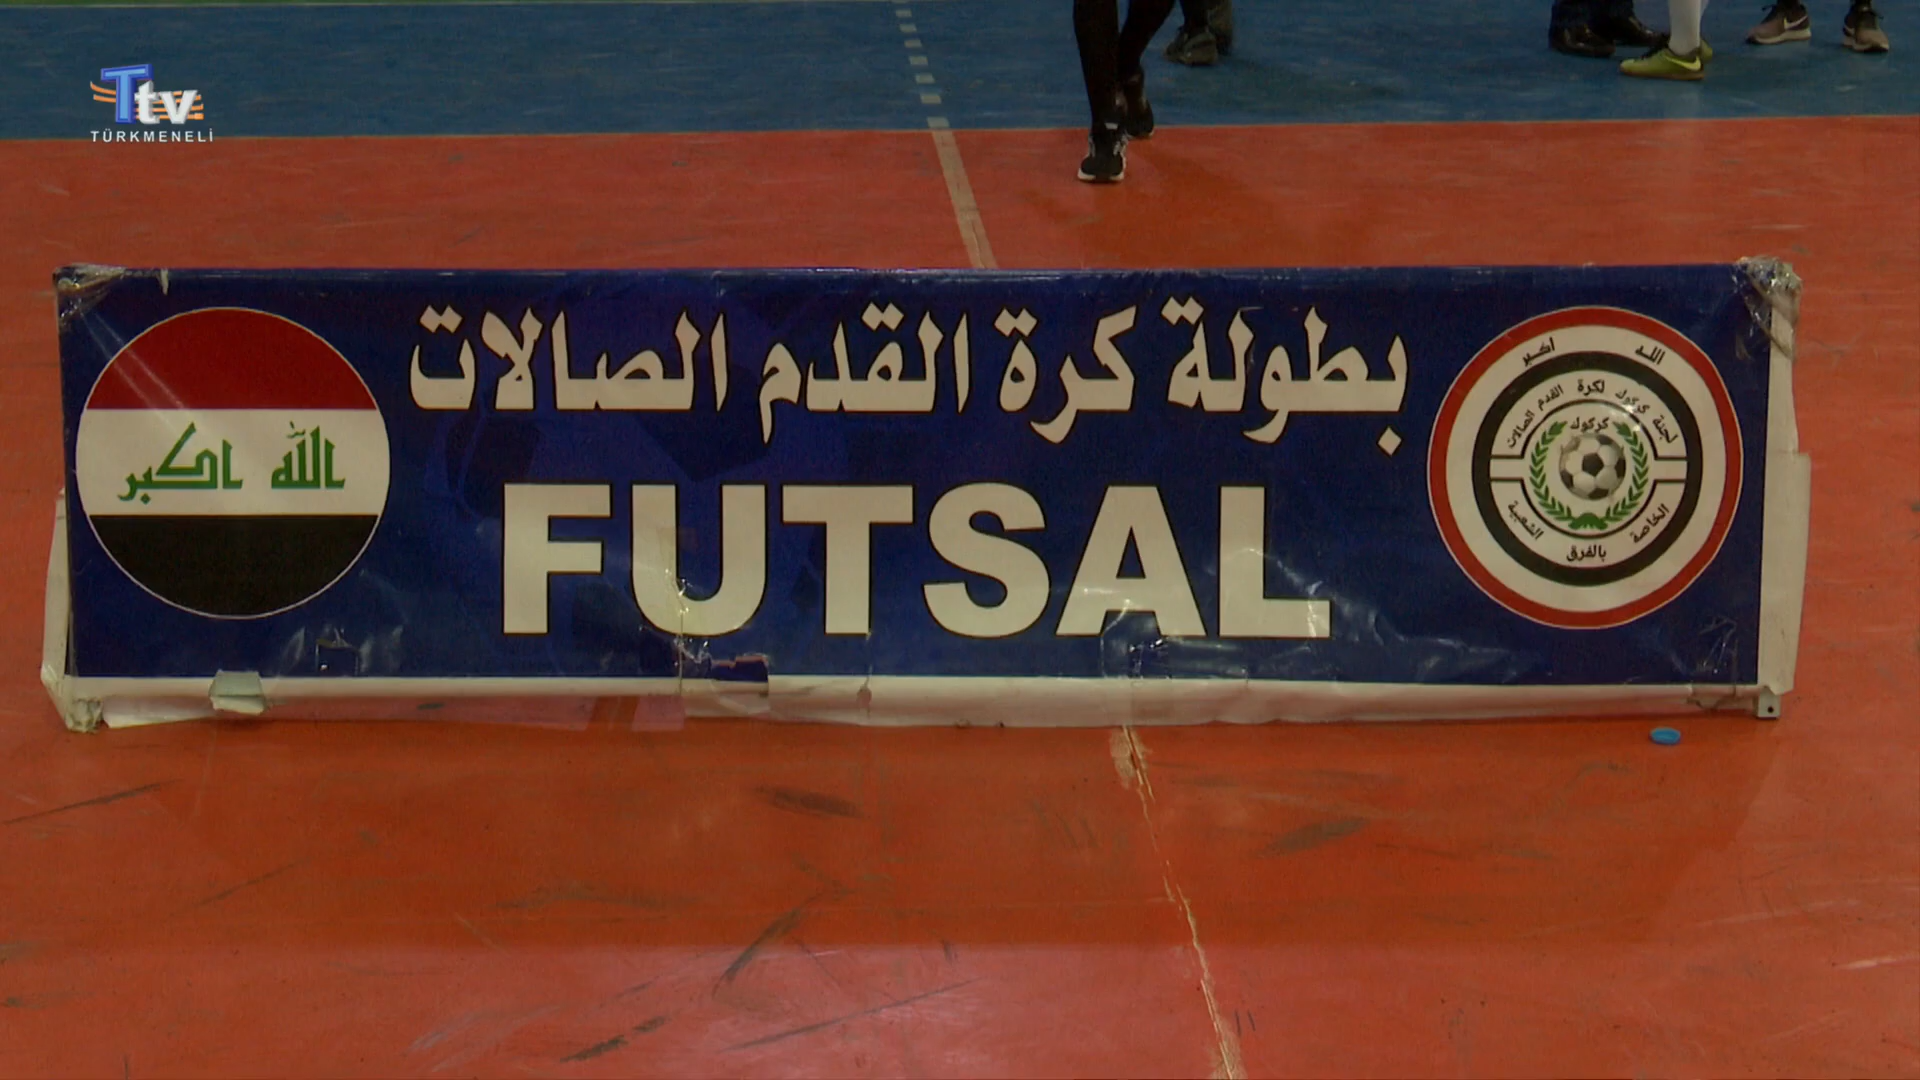 Ttv
TÜRKMENELİ
بطولة كرة القدم الصالات
FUTSAL
الله اكبر
الله اكبر
لجنة كركوك لكرة القدم الصالات
كركوك
الخاصة بالفرق الشعبية